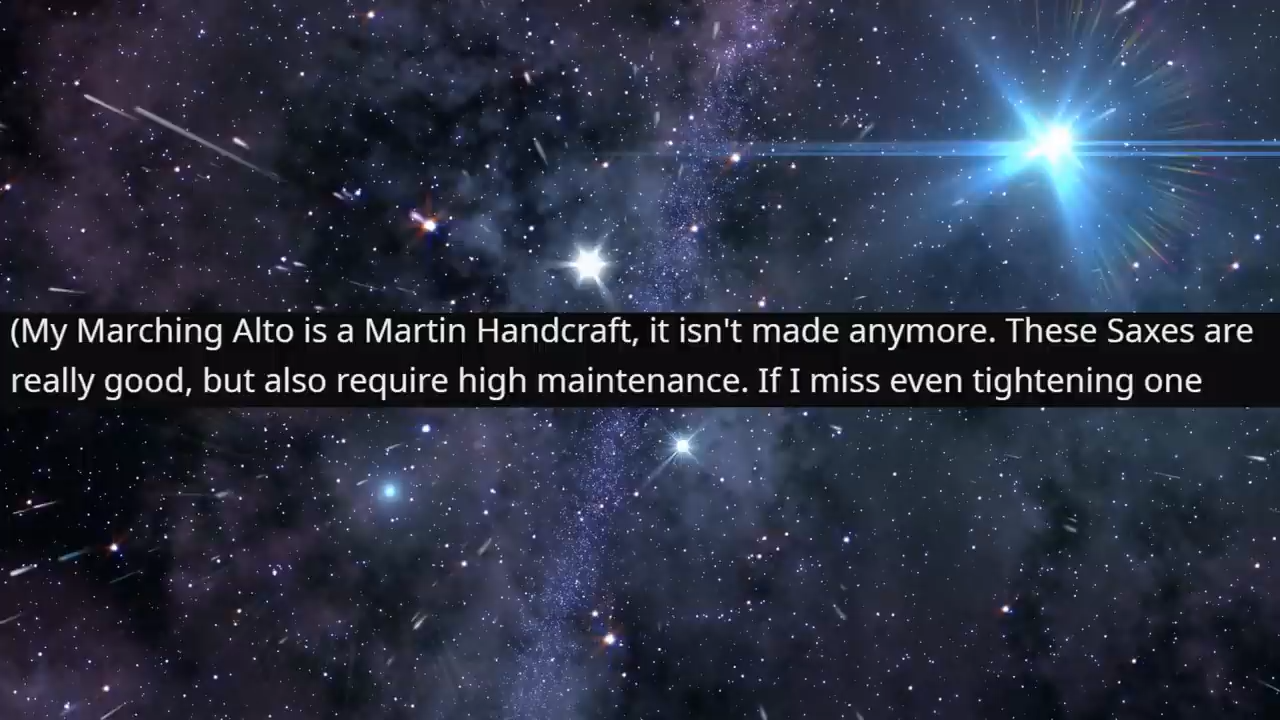 (My Marching Alto is a Martin Handcraft, it isn't made anymore. These Saxes are
really good, but also require high maintenance. If I miss even tightening one